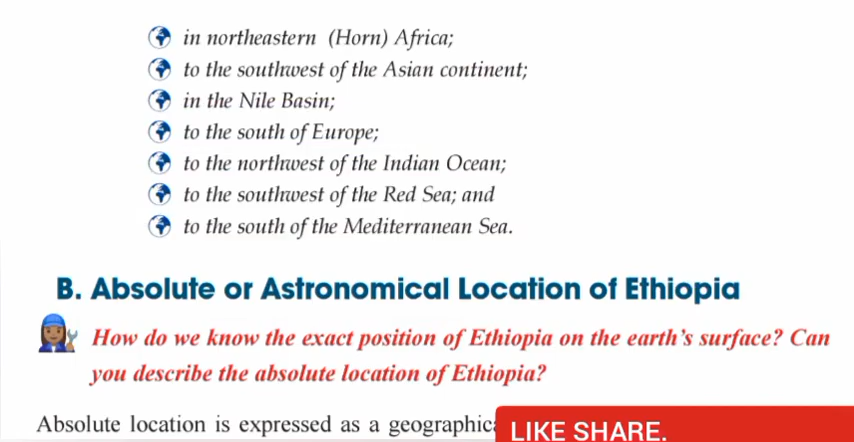 in northeastern (Horn) Africa;
to the southwest of the Asian continent;
in the Nile Basin;
to the south of Europe;
to the northwest of the Indian Ocean;
to the southwest of the Red Sea; and
to the south of the Mediterranean Sea.
B. Absolute or Astronomical Location of Ethiopia
How do we know the exact position of Ethiopia on the earth's surface? Can
you describe the absolute location of Ethiopia?
Absolute location is expressed as a
LIKE SHARE.